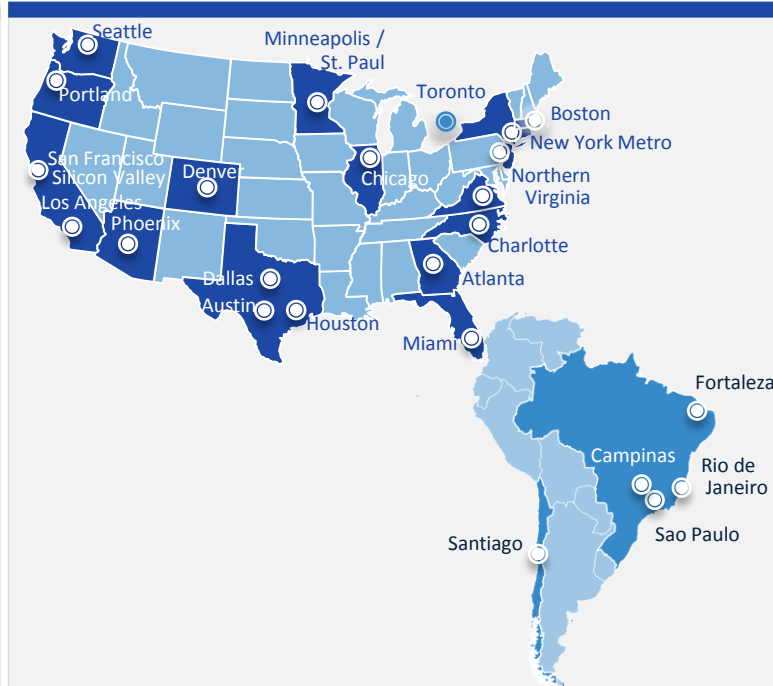 Seattle
Minneapolis /
St. Paul
Portland
Toronto
Boston
New York Metro
San Francisco
Silicon Valley
Denver
Chicago
Northern
Virginia
Los Angeles
Phoenix
Charlotte
Dallas
Atlanta
Austin
Houston
Miami
Fortaleza
Campinas
Rio de
Janeiro
Sao Paulo
Santiago